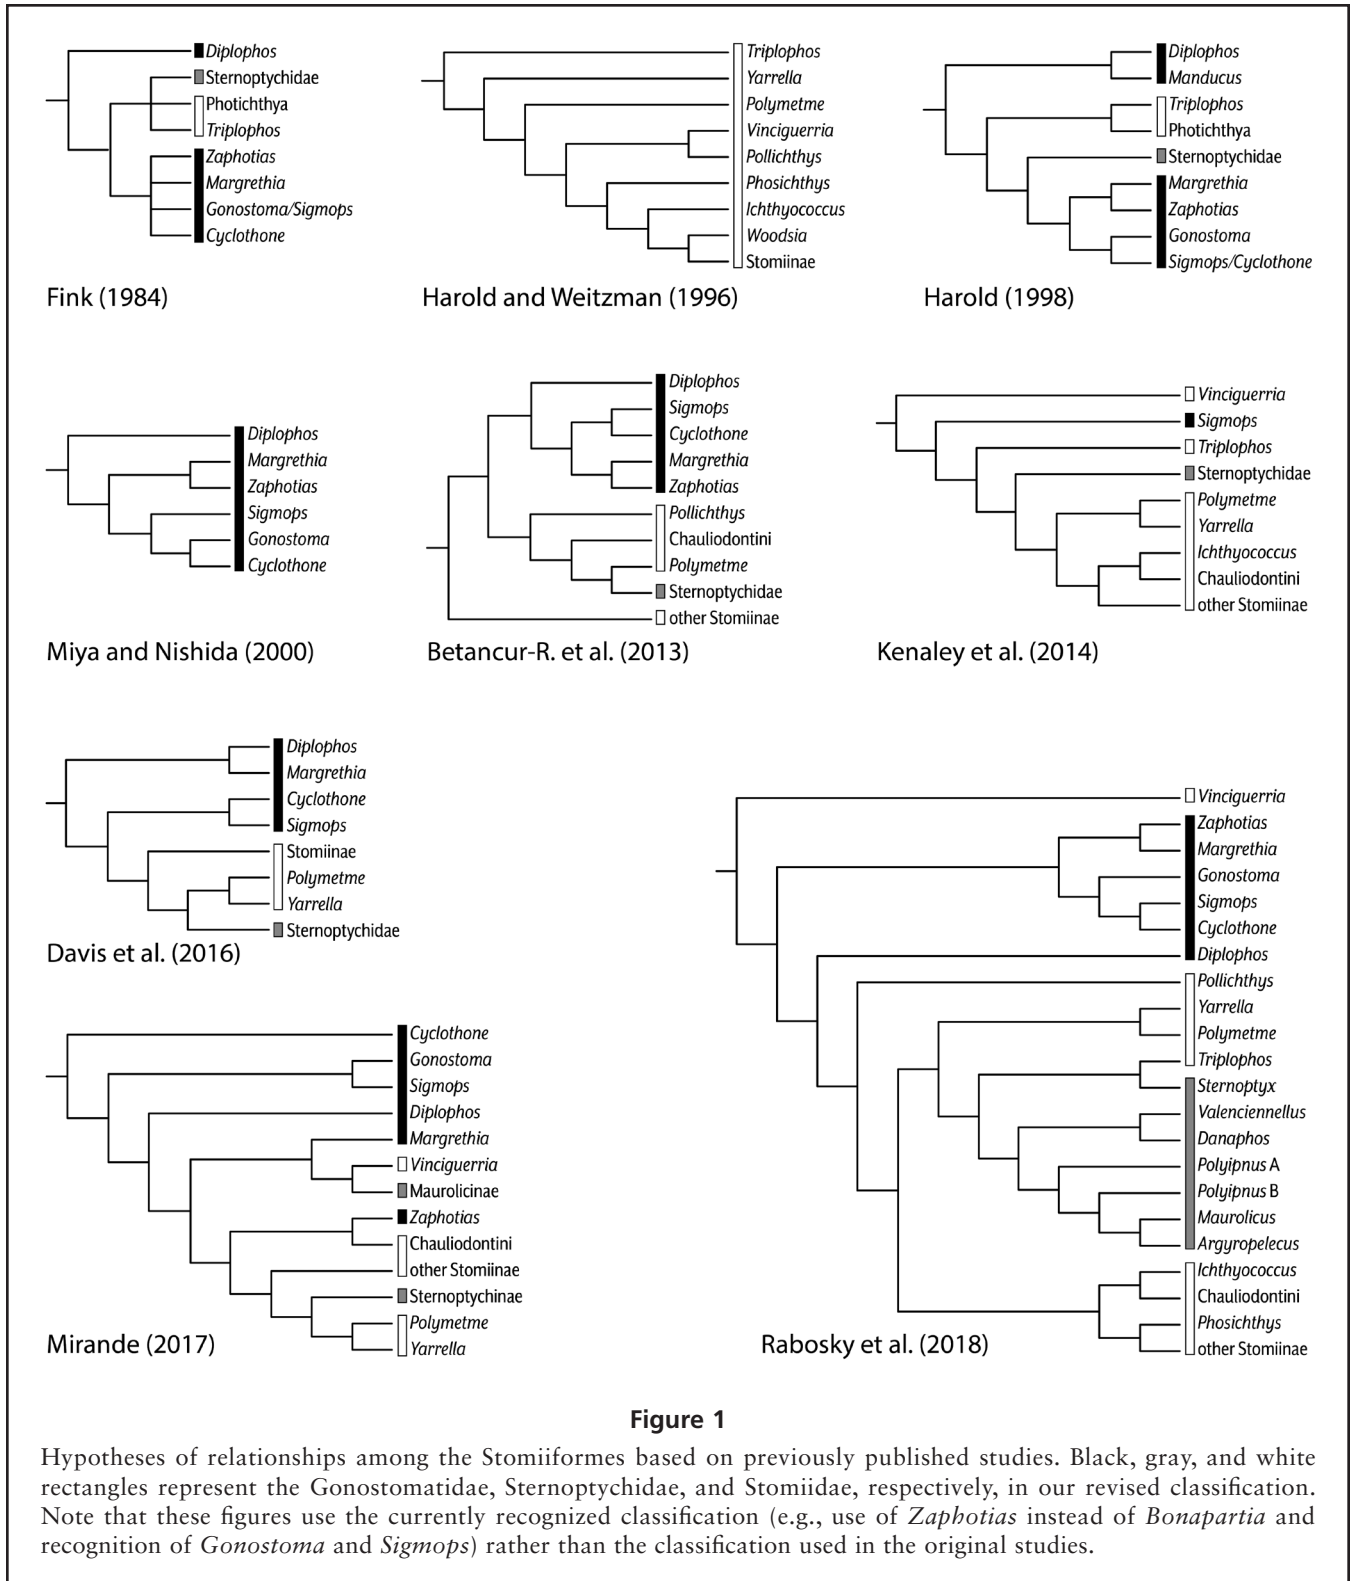 Diplophos
Sternoptychidae
Photichthya
Triplophos
Zaphotias
Margrethia
Gonostoma/Sigmops
Cyclothone
Fink (1984)
Triplophos
Yarrella
Polymetme
Vinciguerria
Pollichthys
Phosichthys
Ichthyococcus
Woodsia
Stomiinae
Harold and Weitzman (1996)
Diplophos
Manducus
Triplophos
Photichthya
Sternoptychidae
Margrethia
Zaphotias
Gonostoma
Sigmops/Cyclothone
Harold (1998)
Diplophos
Margrethia
Zaphotias
Sigmops
Gonostoma
Cyclothone
Miya and Nishida (2000)
Diplophos
Sigmops
Cyclothone
Margrethia
Zaphotias
Pollichthys
Chauliodontini
Polymetme
Sternoptychidae
other Stomiinae
Betancur-R. et al. (2013)
Vinciguerria
Sigmops
Triplophos
Sternoptychidae
Polymetme
Yarrella
Ichthyococcus
Chauliodontini
other Stomiinae
Kenaley et al. (2014)
Diplophos
Margrethia
Cyclothone
Sigmops
Stomiinae
Polymetme
Yarrella
Sternoptychidae
Davis et al. (2016)
Cyclothone
Gonostoma
Sigmops
Diplophos
Margrethia
Vinciguerria
Maurolicinae
Zaphotias
Chauliodontini
other Stomiinae
Sternoptychinae
Polymetme
Yarrella
Mirande (2017)
Vinciguerria
Zaphotias
Margrethia
Gonostoma
Sigmops
Cyclothone
Diplophos
Pollichthys
Yarrella
Polymetme
Triplophos
Sternoptyx
Valenciennellus
Danaphos
Polyipnus A
Polyipnus B
Maurolicus
Argyropelecus
Ichthyococcus
Chauliodontini
Phosichthys
other Stomiinae
Rabosky et al. (2018)
Figure 1
Hypotheses of relationships among the Stomiiformes based on previously published studies. Black, gray, and white
rectangles represent the Gonostomatidae, Sternoptychidae, and Stomiidae, respectively, in our revised classification.
Note that these figures use the currently recognized classification (e.g., use of Zaphotias instead of Bonapartia and
recognition of Gonostoma and Sigmops) rather than the classification used in the original studies.